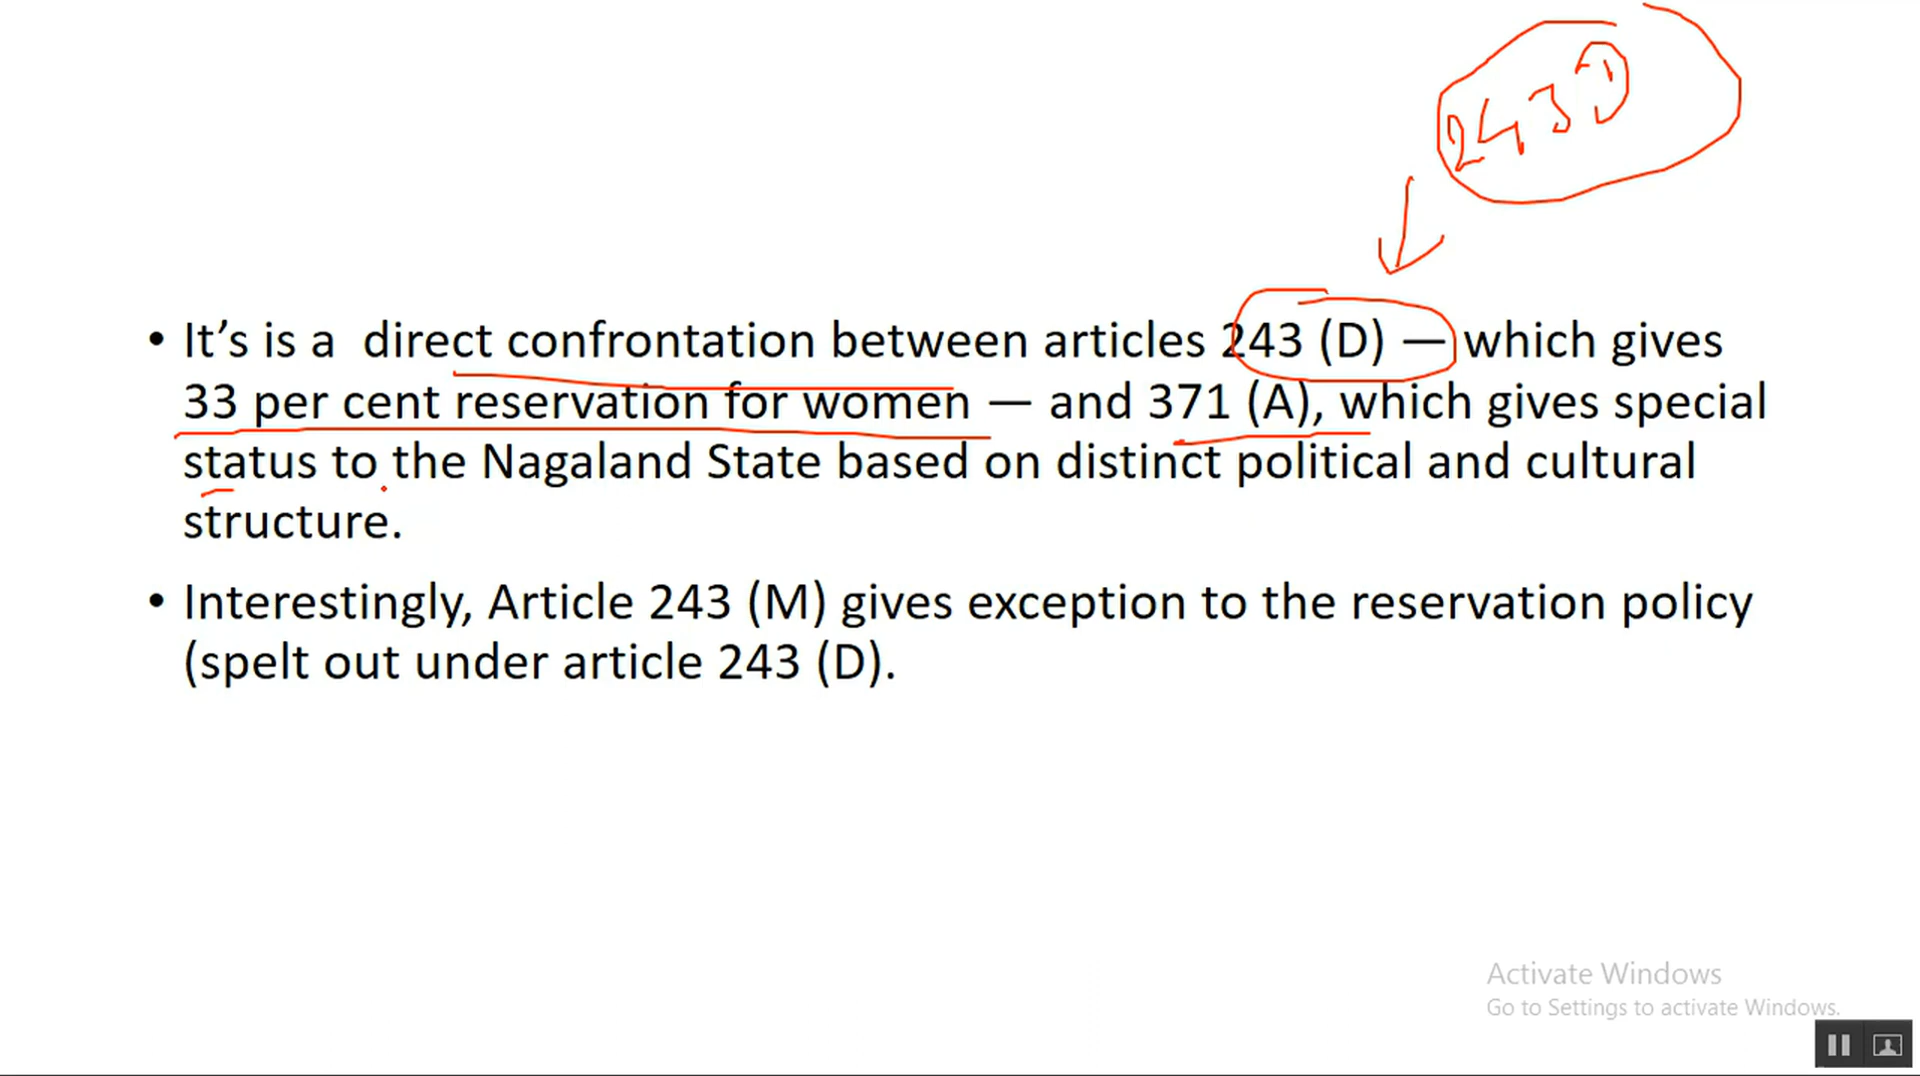 243D
• It’s is a direct confrontation between articles 243 (D) — which gives
33 per cent reservation for women — and 371 (A), which gives special
status to the Nagaland State based on distinct political and cultural
structure.
• Interestingly, Article 243 (M) gives exception to the reservation policy
(spelt out under article 243 (D).
Activate Windows
Go to Settings to activate Windows.